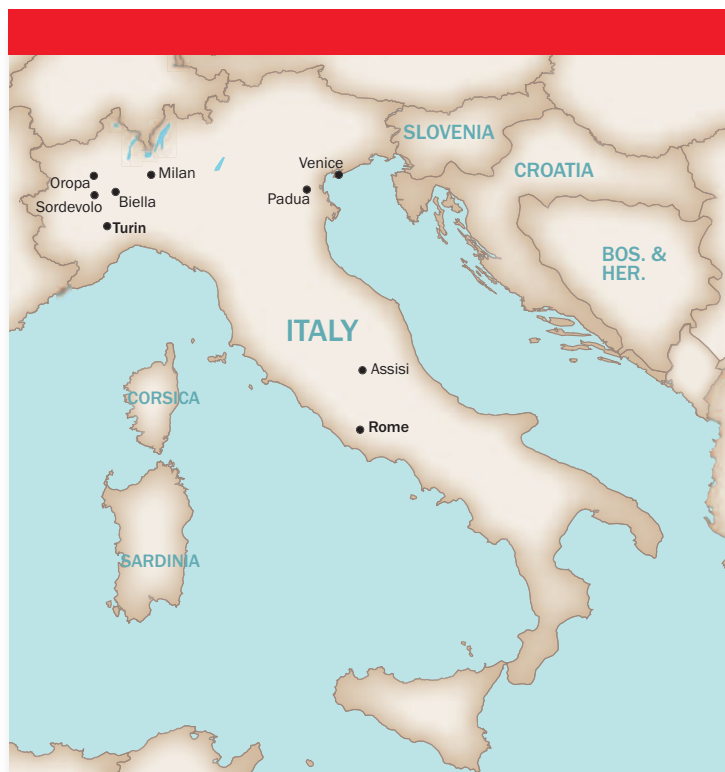 SLOVENIA
Venice
CROATIA
Milan
Oropa
Biella
Padua
Sordevolo
Turin
BOS. &
HER.
ITALY
Assisi
CORSICA
Rome
SARDINIA